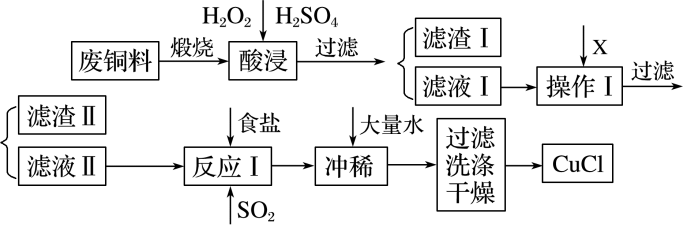 H₂O₂ H₂SO₄
废铜料 煅烧 酸浸 过滤 滤渣Ⅰ
滤液Ⅰ X 操作Ⅰ 过滤
滤渣Ⅱ
滤液Ⅱ 食盐 反应Ⅰ SO₂ 大量水 冲稀 过滤
洗涤
干燥
CuCl